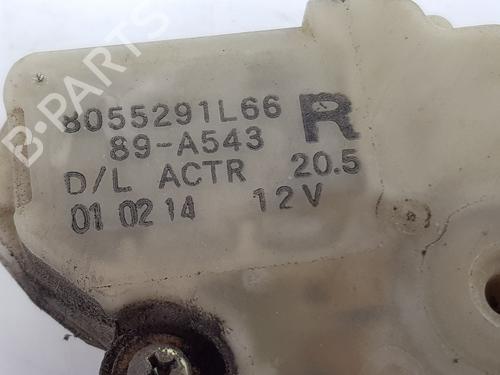 8055291L66
R
89-A543
D/L ACTR 20.5
01 02 14 12V
B-PARTS